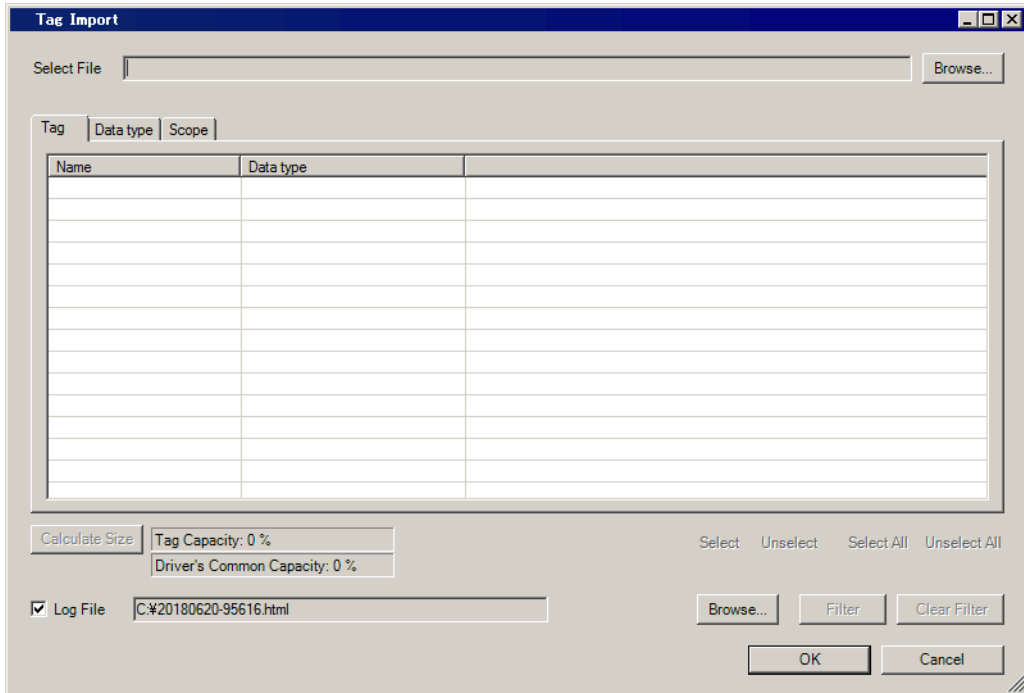 Tag Import
Select File Browse...
Tag Data type Scope
Name Data type
Calculate Size Tag Capacity: 0 % Select Unselect Select All Unselect All
Driver's Common Capacity: 0 %
Log File C:¥20180620-95616.html Browse... Filter Clear Filter
OK Cancel